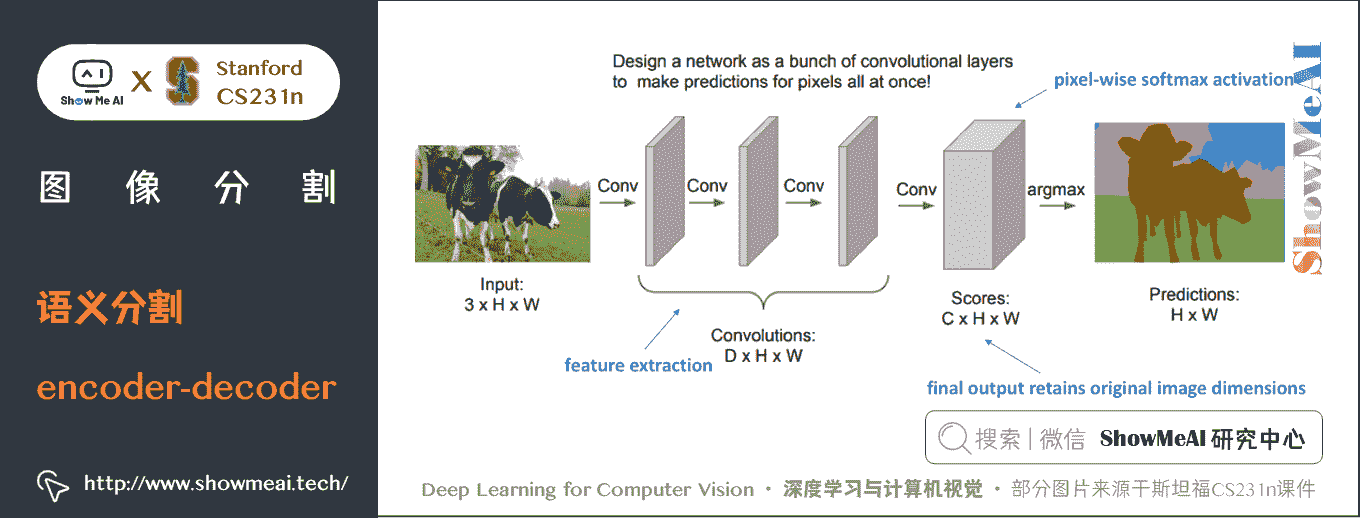 Show Me AI
X
Stanford
CS231n
图像分割
语义分割
encoder-decoder
http://www.showmeai.tech/
Design a network as a bunch of convolutional layers
to make predictions for pixels all at once!
pixel-wise softmax activation
ShowMeAI
Conv
Conv
Conv
Conv
argmax
Input:
3 x H x W
Convolutions:
D x H x W
feature extraction
Scores:
C x H x W
Predictions:
H x W
final output retains original image dimensions
搜索 | 微信 ShowMeAI 研究中心
Deep Learning for Computer Vision · 深度学习与计算机视觉 · 部分图片来源于斯坦福CS231n课件